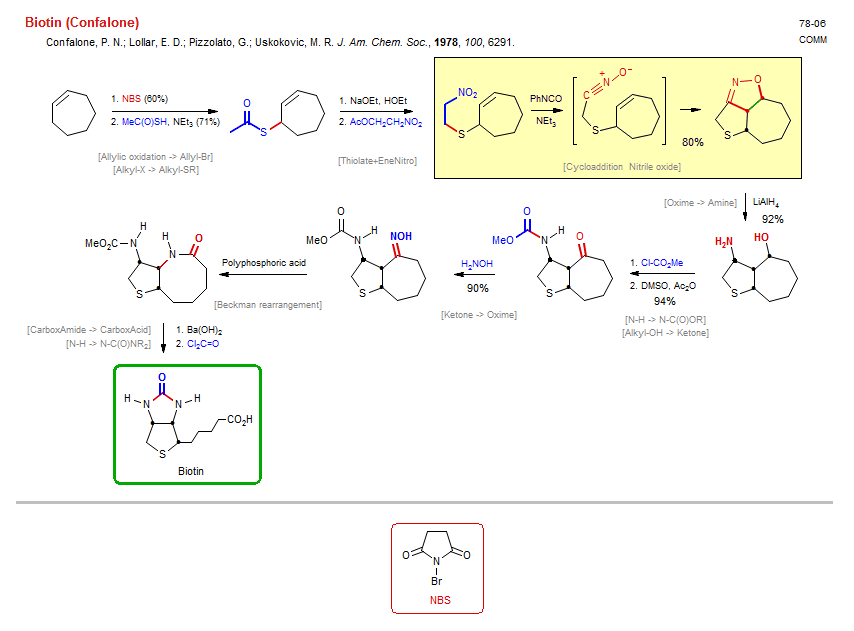 Biotin (Confalone)
78-06
Confalone, P. N.; Lollar, E. D.; Pizzolato, G.; Uskokovic, M. R. J. Am. Chem. Soc., 1978, 100, 6291.
COMM
1. NBS (60%)
2. MeC(O)SH, NEt₃ (71%)
[Allylic oxidation -> Allyl-Br]
[Alkyl-X -> Alkyl-SR]
O
S
1. NaOEt, HOEt
2. AcOCH₂CH₂NO₂
[Thiolate+EneNitro]
NO₂
S
PhNCO
NEt₃
C
+
N
O⁻
S
80%
N
O
S
[Cycloaddition Nitrile oxide]
[Oxime -> Amine]
LiAlH₄
92%
H₂N
HO
S
1. Cl-CO₂Me
2. DMSO, Ac₂O
94%
[N-H -> N-C(O)OR]
[Alkyl-OH -> Ketone]
O
MeO
N
H
O
S
H₂NOH
90%
[Ketone -> Oxime]
O
MeO
N
H
NOH
S
Polyphosphoric acid
[Beckman rearrangement]
H
MeO₂C
N
H
N
O
S
[CarboxAmide -> CarboxAcid]
[N-H -> N-C(O)NR₂]
1. Ba(OH)₂
2. Cl₂C=O
O
H
N
N
H
CO₂H
S
Biotin
O
N
O
Br
NBS